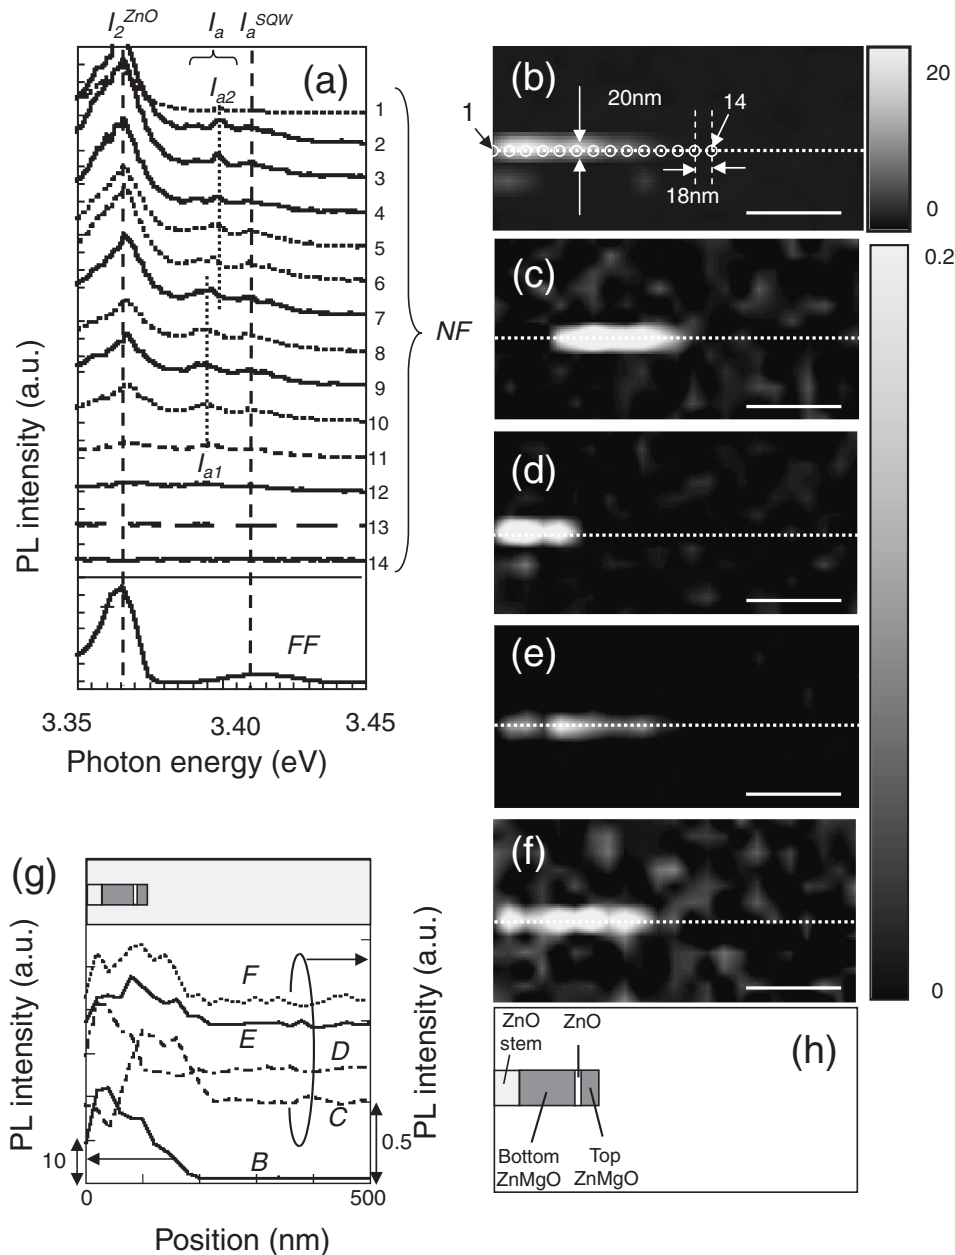 I2ZnO Ia IaSQW
(a)
Ia2
1
2
3
4
5
6
7
8
9
10
11
12
13
14
Ia1
NF
FF
PL intensity (a.u.)
3.35 3.40 3.45
Photon energy (eV)
(b)
20nm
1
14
18nm
20
0
(c)
0.2
(d)
(e)
(f)
0
(g)
PL intensity (a.u.)
PL intensity (a.u.)
F
E
D
C
B
10
0.5
0 500
Position (nm)
(h)
ZnO stem
ZnO
Bottom ZnMgO
Top ZnMgO